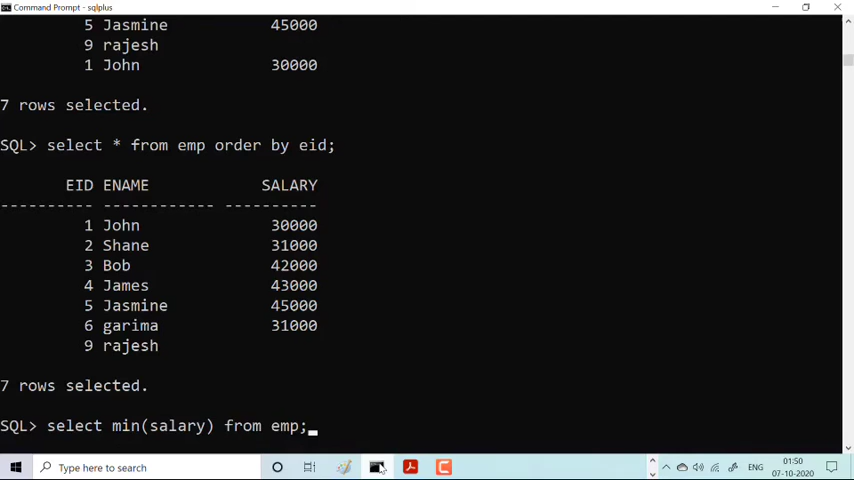 Command Prompt - sqlplus
5 Jasmine 45000
9 rajesh
1 John 30000
7 rows selected.
SQL> select * from emp order by eid;
EID ENAME SALARY
---------- ------------ ----------
1 John 30000
2 Shane 31000
3 Bob 42000
4 James 43000
5 Jasmine 45000
6 garima 31000
9 rajesh
7 rows selected.
SQL> select min(salary) from emp;
Type here to search
ENG
01:50
07-10-2020